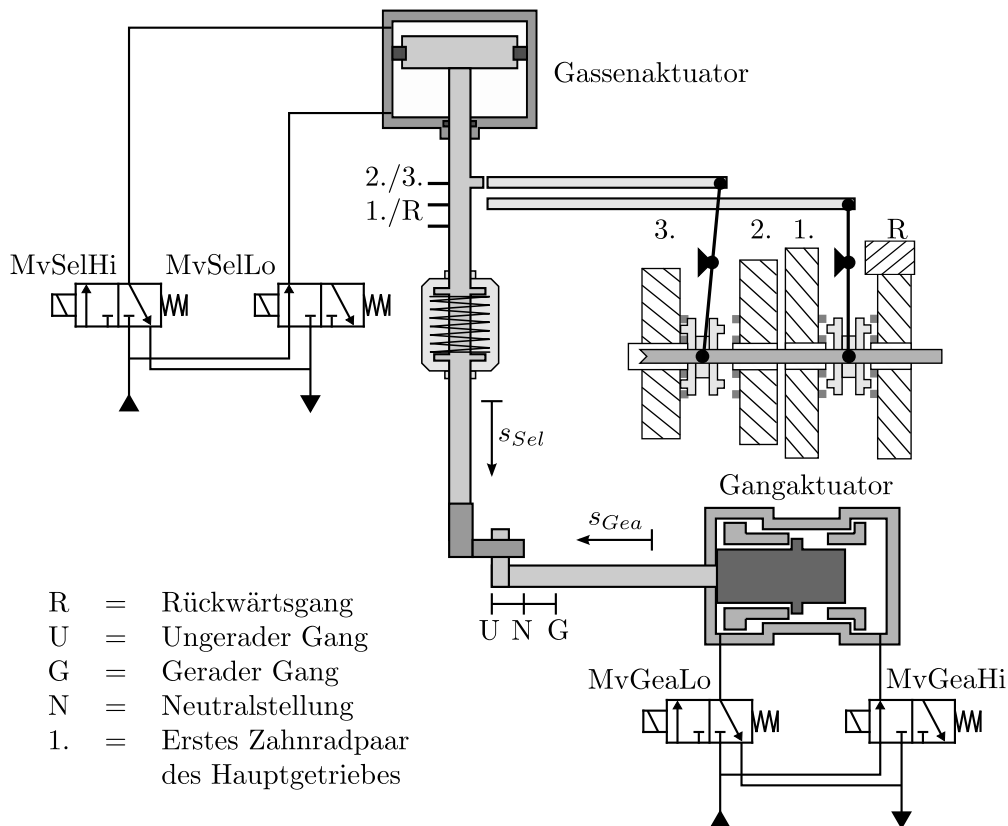 Gassenaktuator
2./3.
1./R
3. 2. 1. R
MvSelHi MvSelLo
s_Sel
Gangaktuator
s_Gea
U N G
R = Rückwärtsgang
U = Ungerader Gang
G = Gerader Gang
N = Neutralstellung
1. = Erstes Zahnradpaar
des Hauptgetriebes
MvGeaLo MvGeaHi